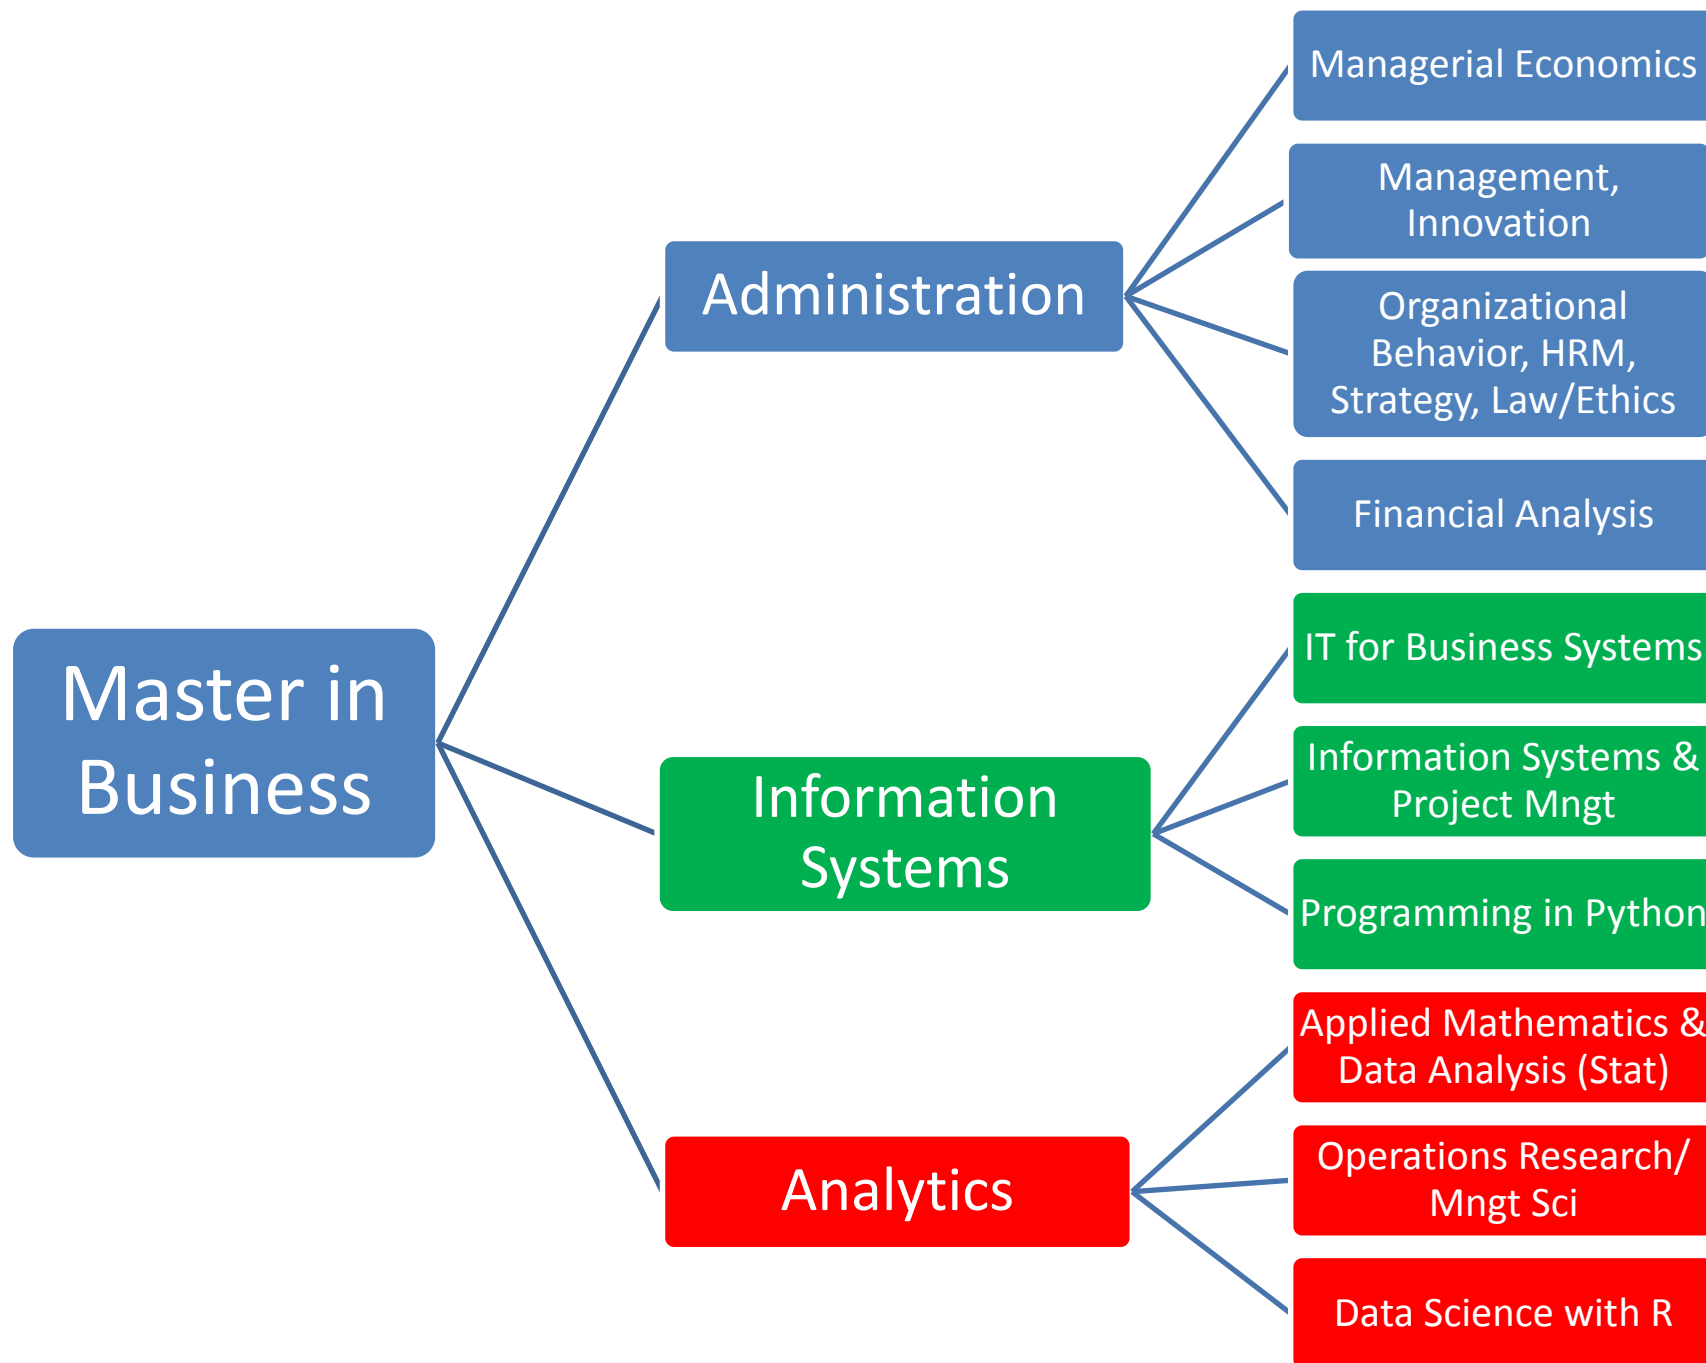 Master in
Business
Administration
Managerial Economics
Management,
Innovation
Organizational
Behavior, HRM,
Strategy, Law/Ethics
Financial Analysis
Information
Systems
IT for Business Systems
Information Systems &
Project Mngt
Programming in Python
Analytics
Applied Mathematics &
Data Analysis (Stat)
Operations Research/
Mngt Sci
Data Science with R